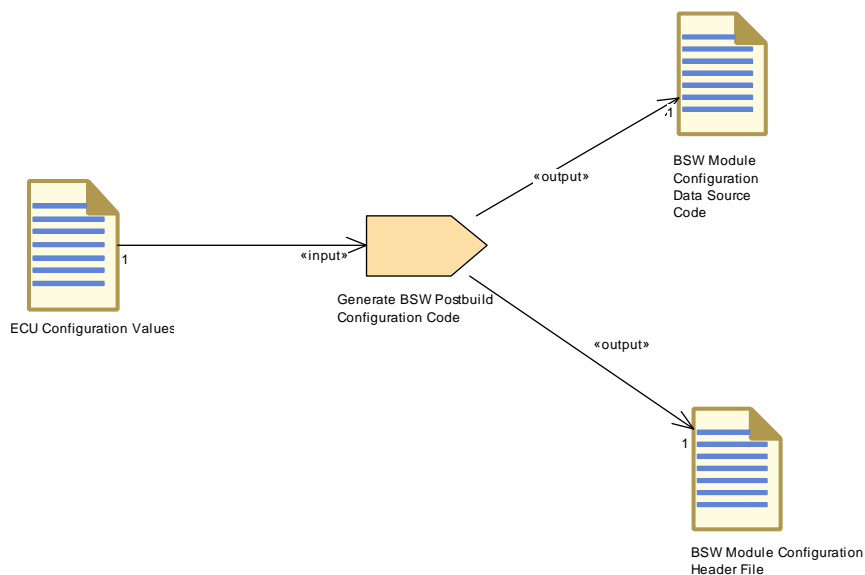 1
BSW Module
Configuration
Data Source
Code
«output»
1
«input»
ECU Configuration Values
Generate BSW Postbuild
Configuration Code
«output»
1
BSW Module Configuration
Header File